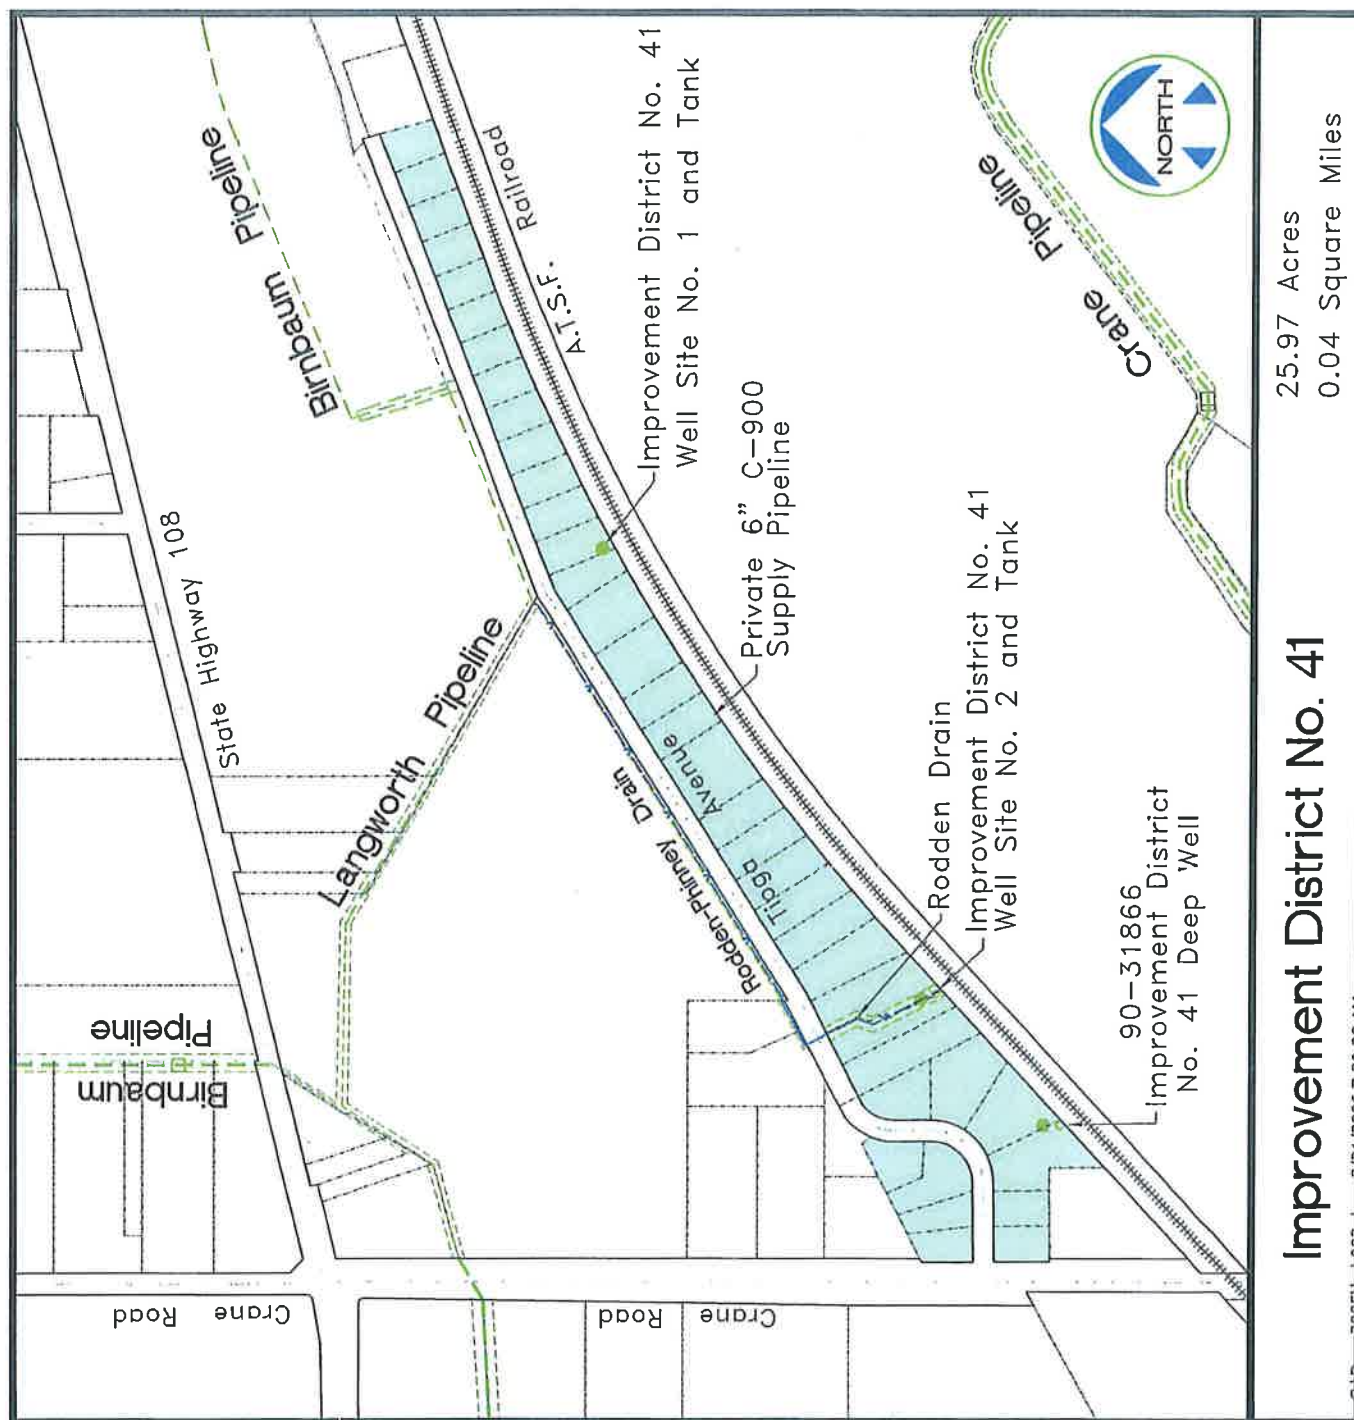 Birnbaum Pipeline
State Highway 108
Langworth Pipeline
Birnbaum
Pipeline
A.T.S.F. Railroad
Improvement District No. 41
Well Site No. 1 and Tank
Private 6" C-900
Supply Pipeline
Crane Pipeline
NORTH
Rodden-Phinney Drain
Tioga Avenue
Rodden Drain
Improvement District No. 41
Well Site No. 2 and Tank
90-31866
Improvement District
No. 41 Deep Well
Crane
Road
Crane
Road
Improvement District No. 41
25.97 Acres
0.04 Square Miles